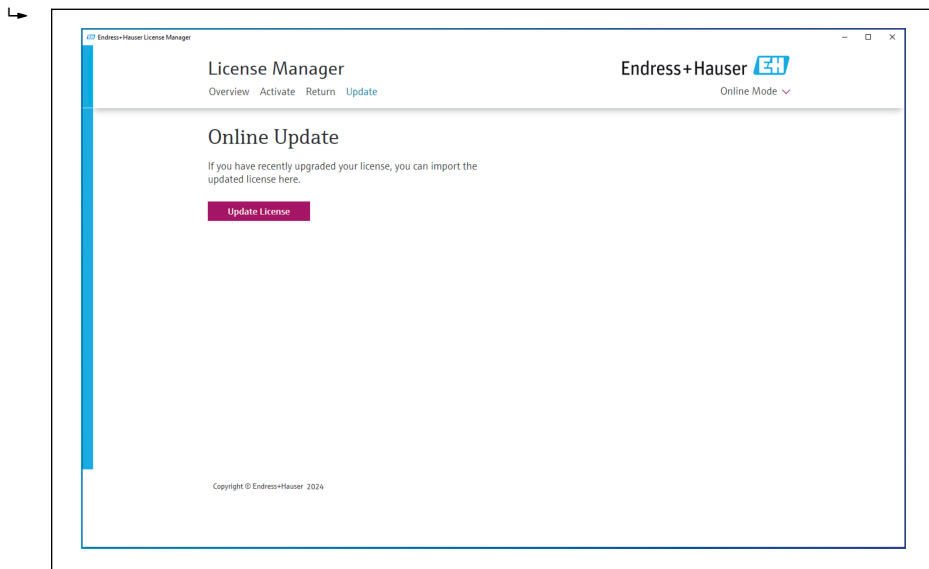 Endress+Hauser License Manager
License Manager
Endress+Hauser EH
Overview Activate Return Update
Online Mode
Online Update
If you have recently upgraded your license, you can import the
updated license here.
Update License
Copyright © Endress+Hauser 2024